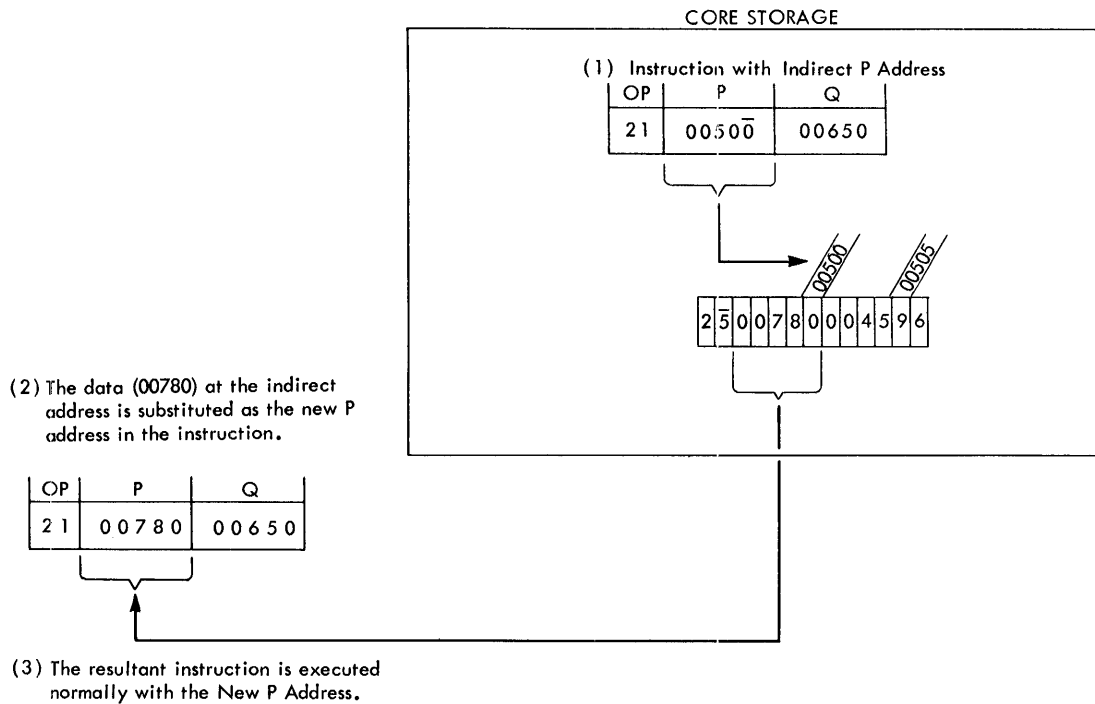 CORE STORAGE
(1) Instruction with Indirect P Address
OP P Q
21 00500̅ 00650
00500 00505
2 5̅ 0 0 7 8 0 0 0 4 5 9 6
(2) The data (00780) at the indirect
address is substituted as the new P
address in the instruction.
OP P Q
21 00780 00650
(3) The resultant instruction is executed
normally with the New P Address.